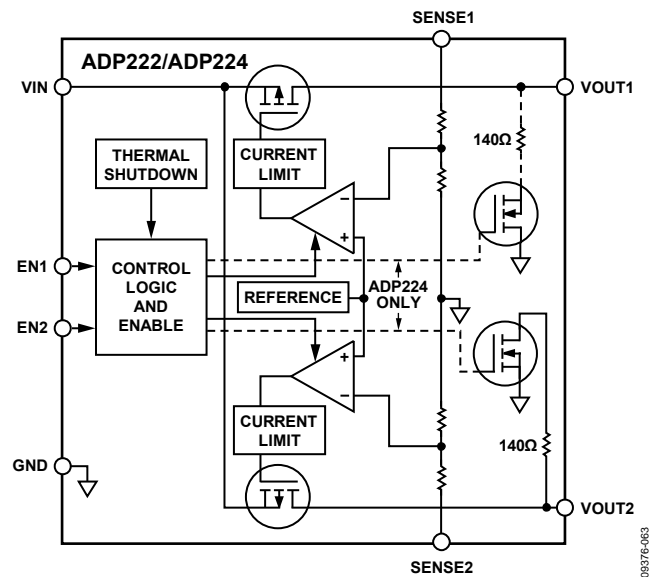 SENSE1
ADP222/ADP224
VIN
VOUT1
140Ω
THERMAL
SHUTDOWN
CURRENT
LIMIT
−
+
EN1
CONTROL
LOGIC
AND
ENABLE
REFERENCE
ADP224
ONLY
EN2
+
−
CURRENT
LIMIT
140Ω
GND
VOUT2
SENSE2
09376-063